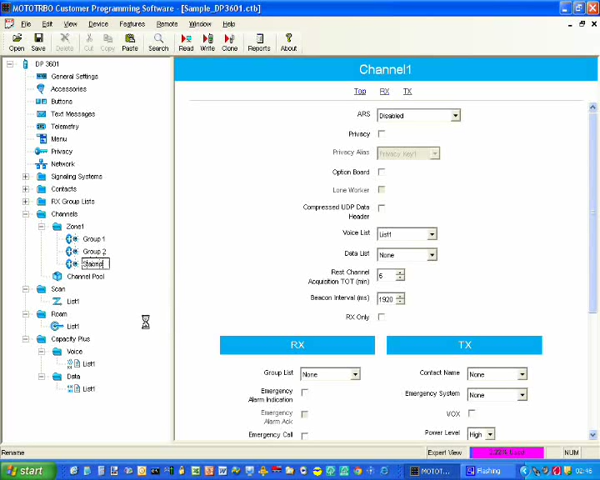 MOTOTRBO Customer Programming Software - [Sample_DP3601.ctb]
File Edit View Device Features Remote Window Help
Open Save Delete Cut Copy Paste Search Read Write Clone Reports About
DP 3601
General Settings
Accessories
Buttons
Text Messages
Telemetry
Menu
Privacy
Network
Signaling Systems
Contacts
RX Group Lists
Channels
Zone1
Group 1
Group 2
Channel Pool
Scan
List1
Roam
List1
Capacity Plus
Voice
List1
Data
List1
Channel1
Top RX TX
ARS Disabled
Privacy
Privacy Alias Privacy Key1
Option Board
Lone Worker
Compressed UDP Data
Header
Voice List List1
Data List None
Rest Channel
Acquisition TOT (min) 6
Beacon Interval (ms) 1920
RX Only
RX TX
Group List None Contact Name None
Emergency
Alarm Indication
Emergency System None
Emergency
Alarm Ack
VOX
Emergency Call Power Level High
Rename Expert View NUM
start MOTOT... Flashing 02:45